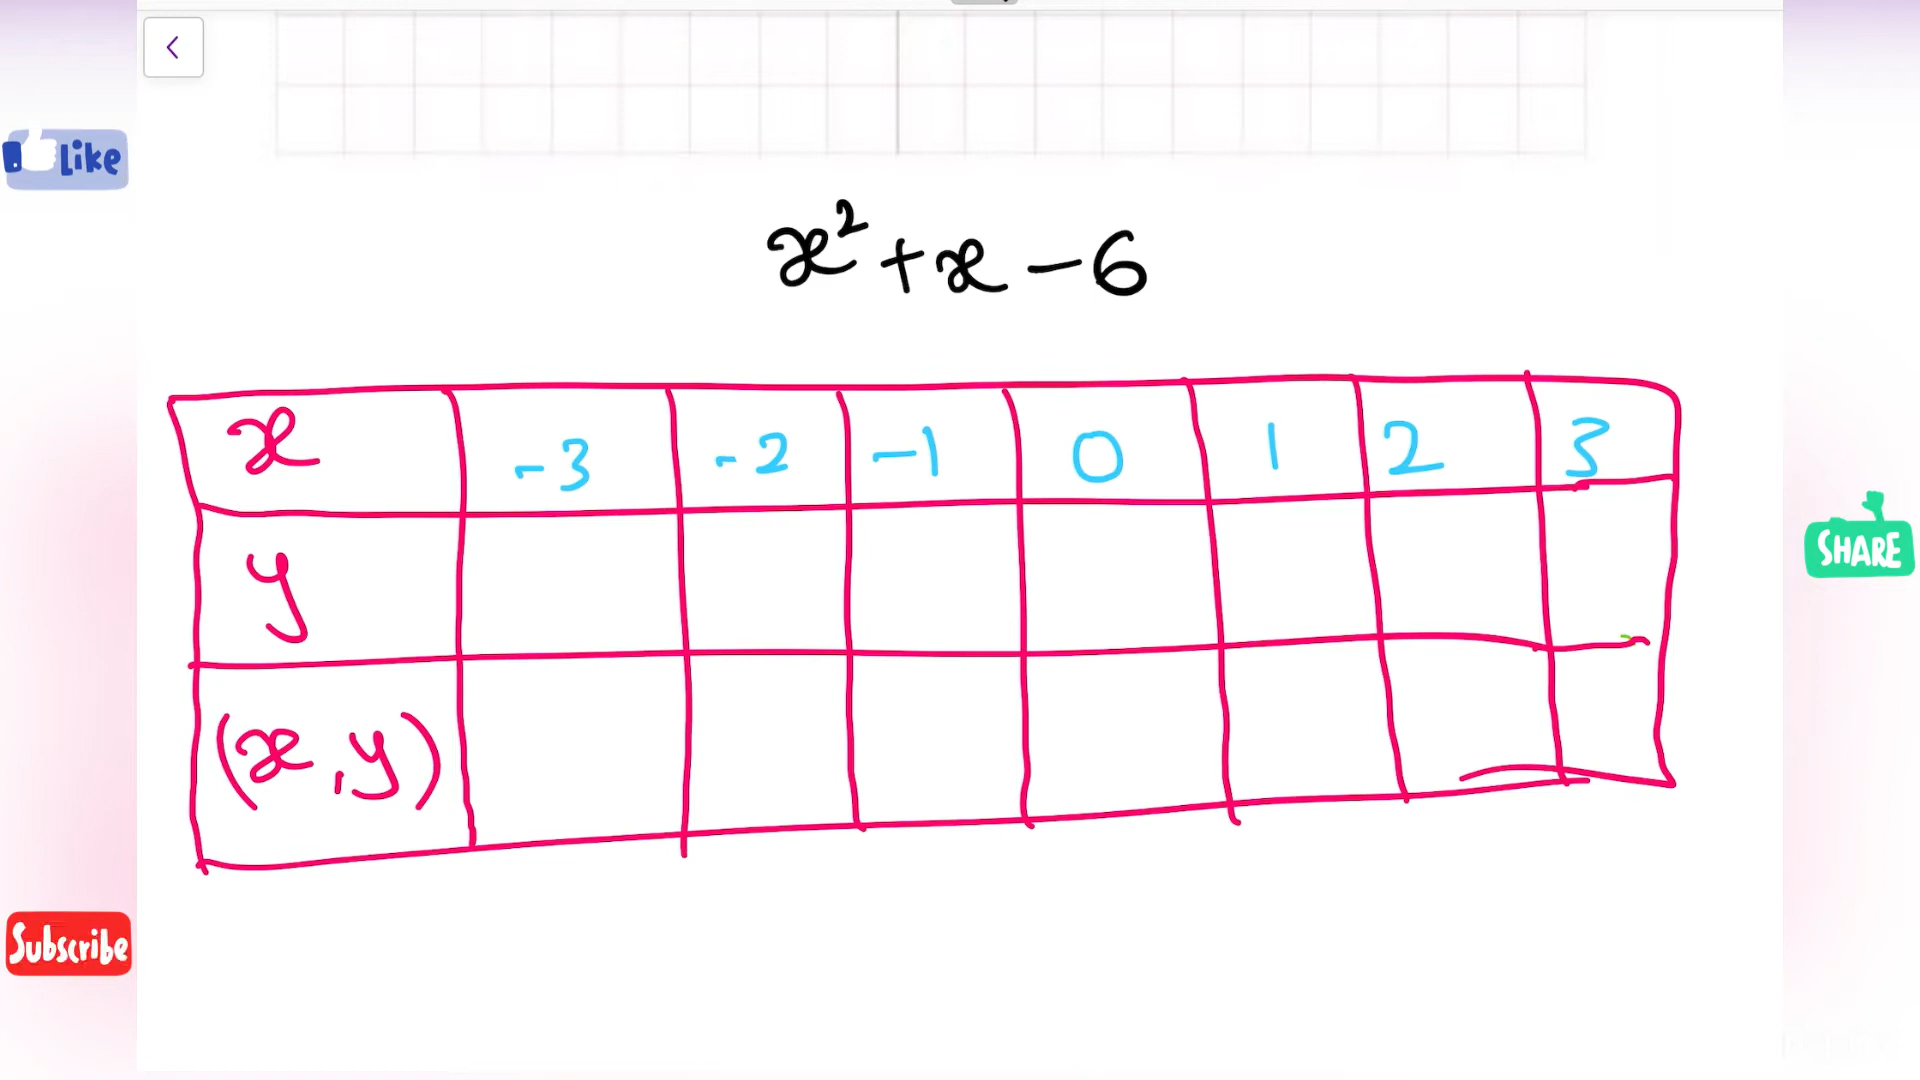 Like
x² + x - 6
x -3 -2 -1 0 1 2 3
y
(x, y)
SHARE
Subscribe